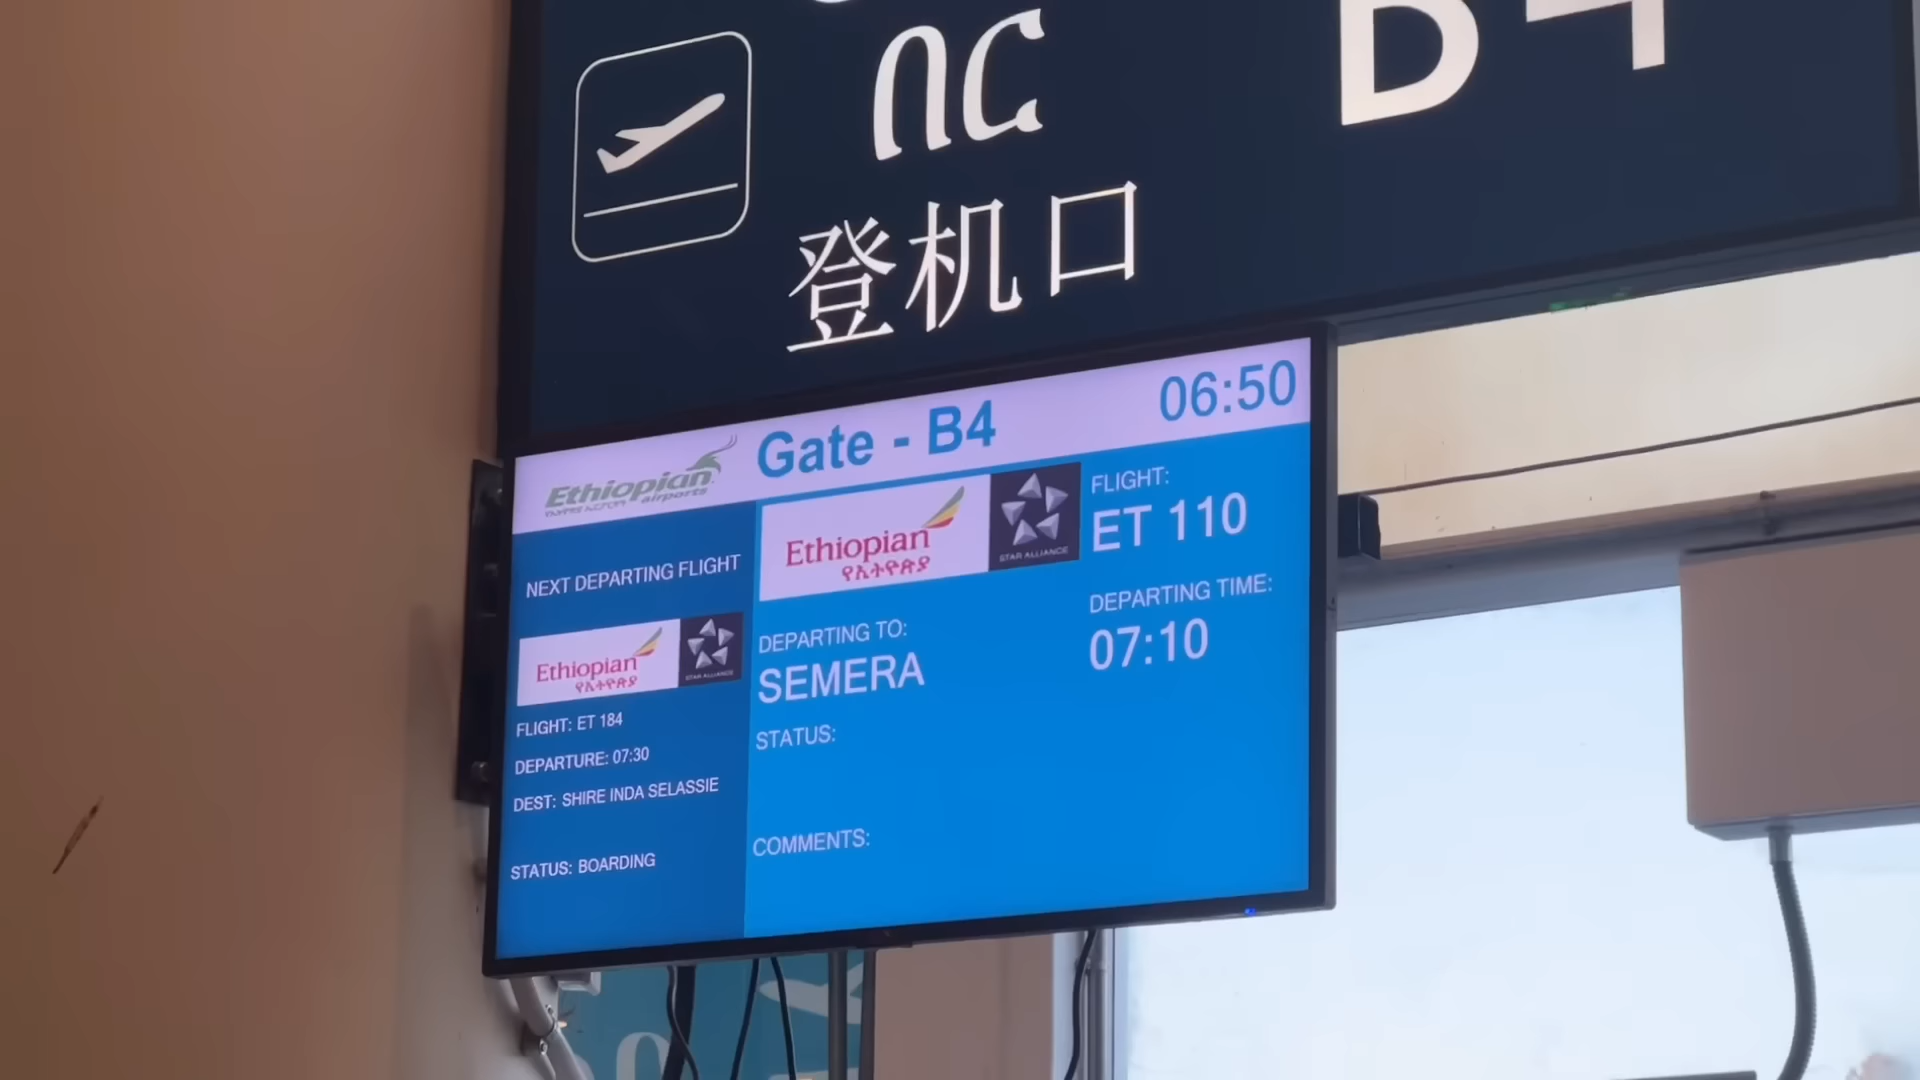 በር
B4
登机口
Ethiopian
airports
Gate - B4
06:50
NEXT DEPARTING FLIGHT
Ethiopian
የኢትዮጵያ
STAR ALLIANCE
FLIGHT: ET 184
DEPARTURE: 07:30
DEST: SHIRE INDA SELASSIE
STATUS: BOARDING
Ethiopian
የኢትዮጵያ
STAR ALLIANCE
FLIGHT:
ET 110
DEPARTING TO:
SEMERA
DEPARTING TIME:
07:10
STATUS:
COMMENTS: